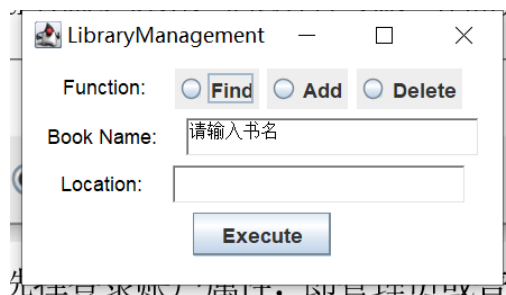 LibraryManagement
Function: Find Add Delete
Book Name: 请输入书名
Location:
Execute